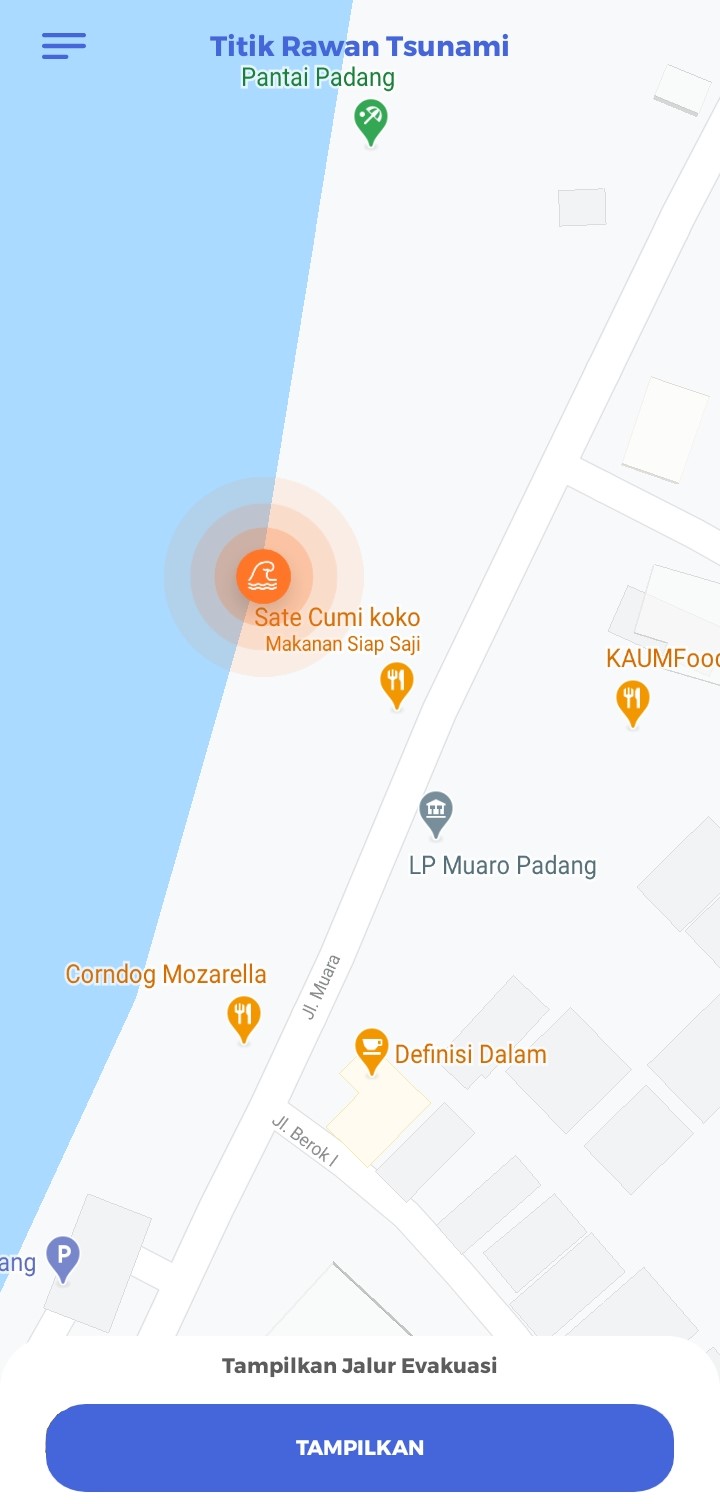 Titik Rawan Tsunami
Pantai Padang
Sate Cumi koko
Makanan Siap Saji
KAUMFood
LP Muaro Padang
Jl. Muara
Corndog Mozarella
Definisi Dalam
Jl. Berok I
ang
P
Tampilkan Jalur Evakuasi
TAMPILKAN